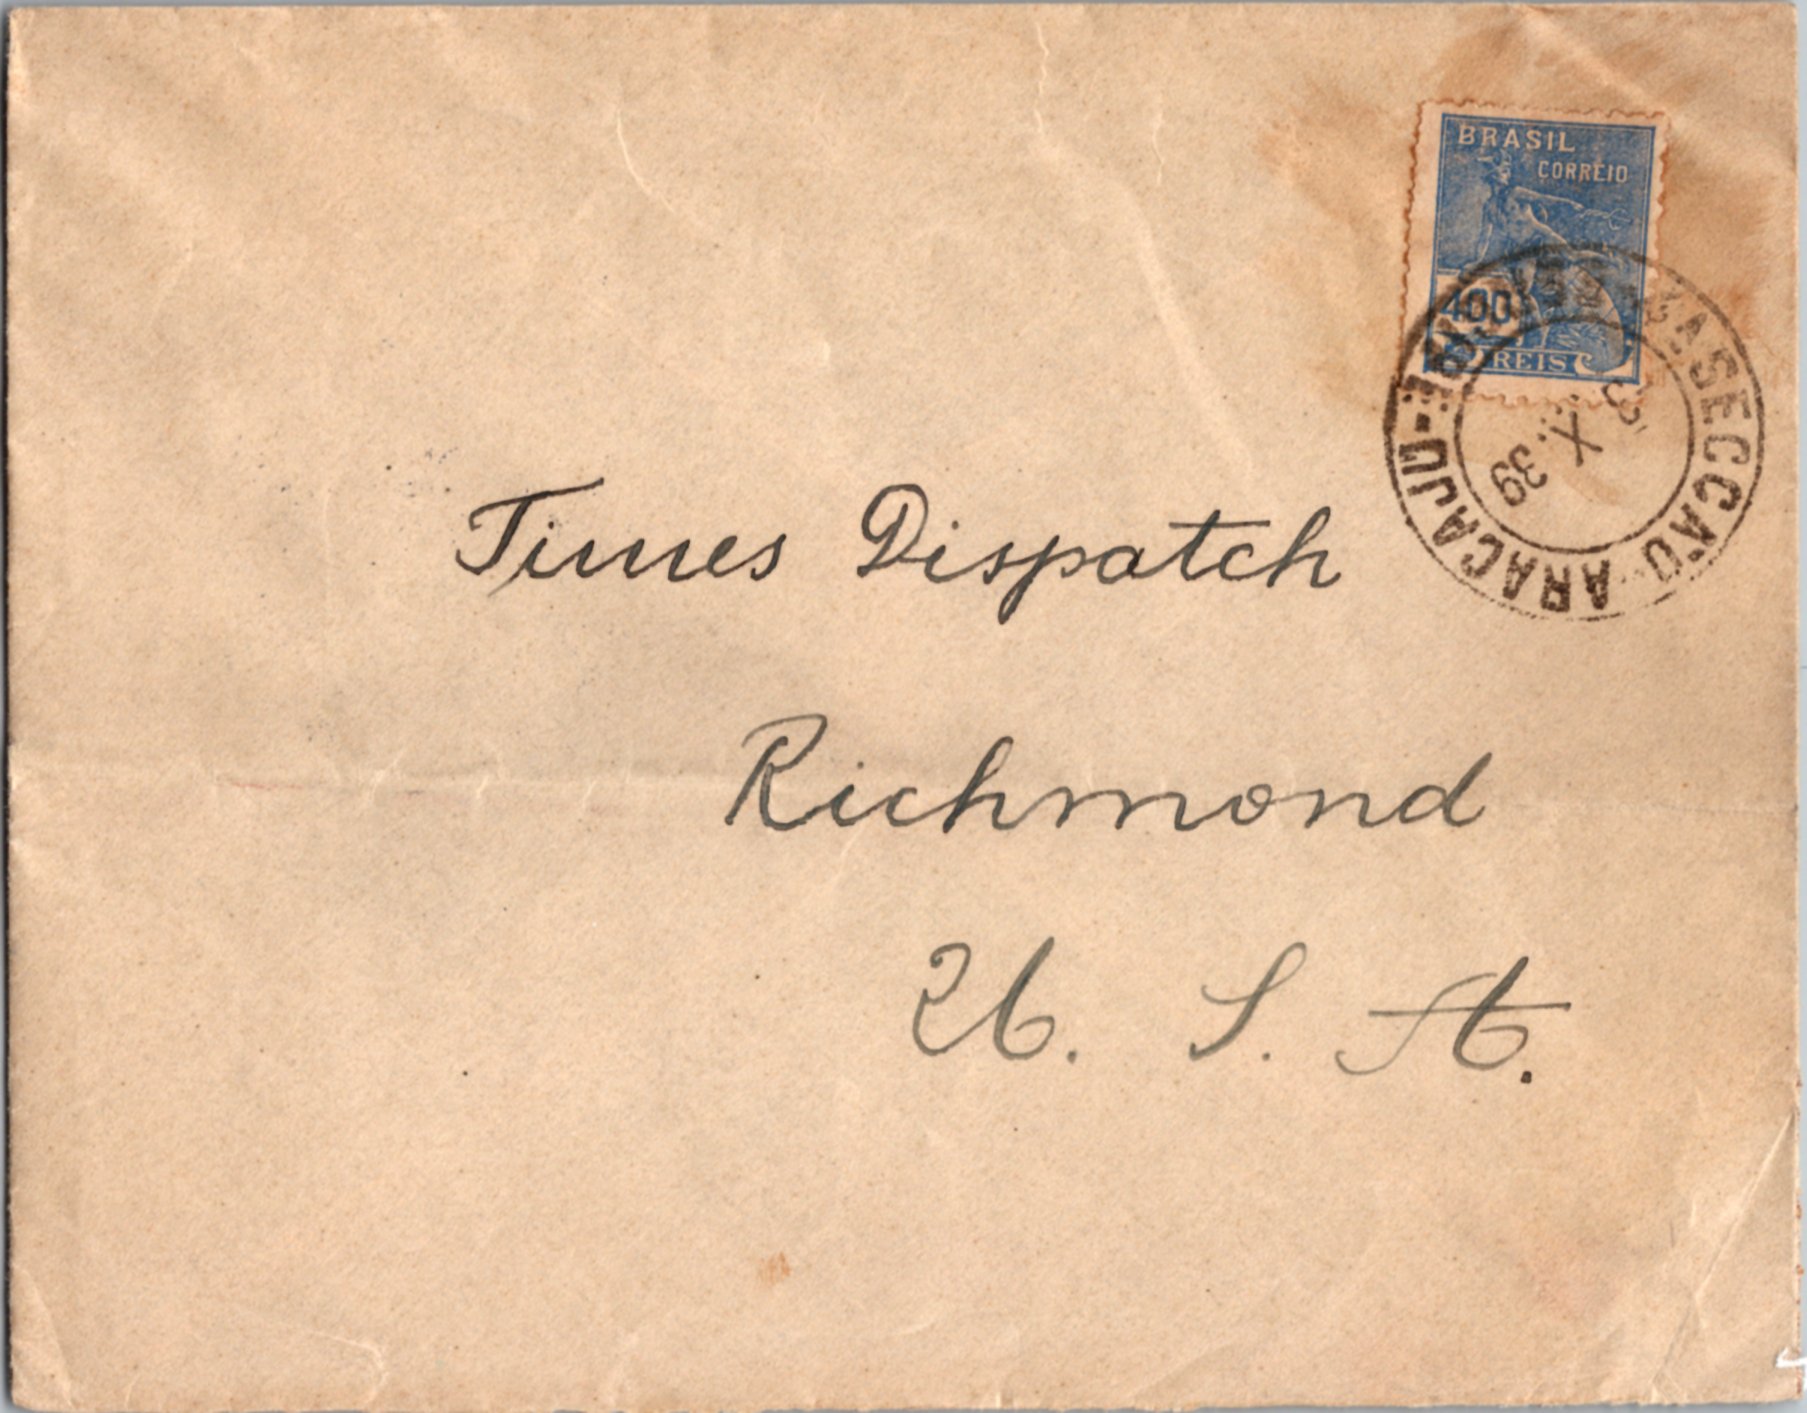 BRASIL
CORREIO
400
REIS
SECCAO ARACAJU
X 39
Times Dispatch
Richmond
U. S. A.